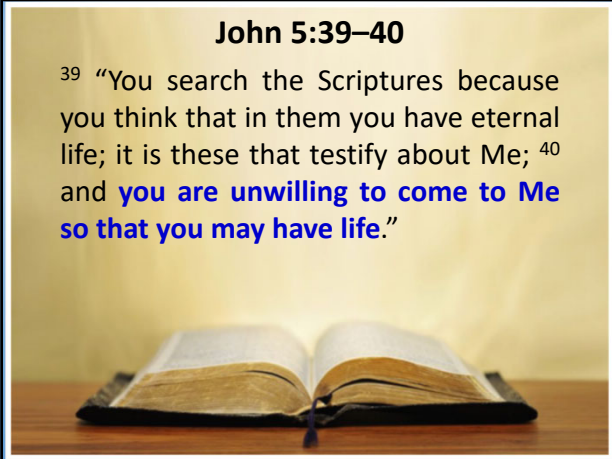 John 5:39–40
39 “You search the Scriptures because
you think that in them you have eternal
life; it is these that testify about Me; 40
and you are unwilling to come to Me
so that you may have life.”